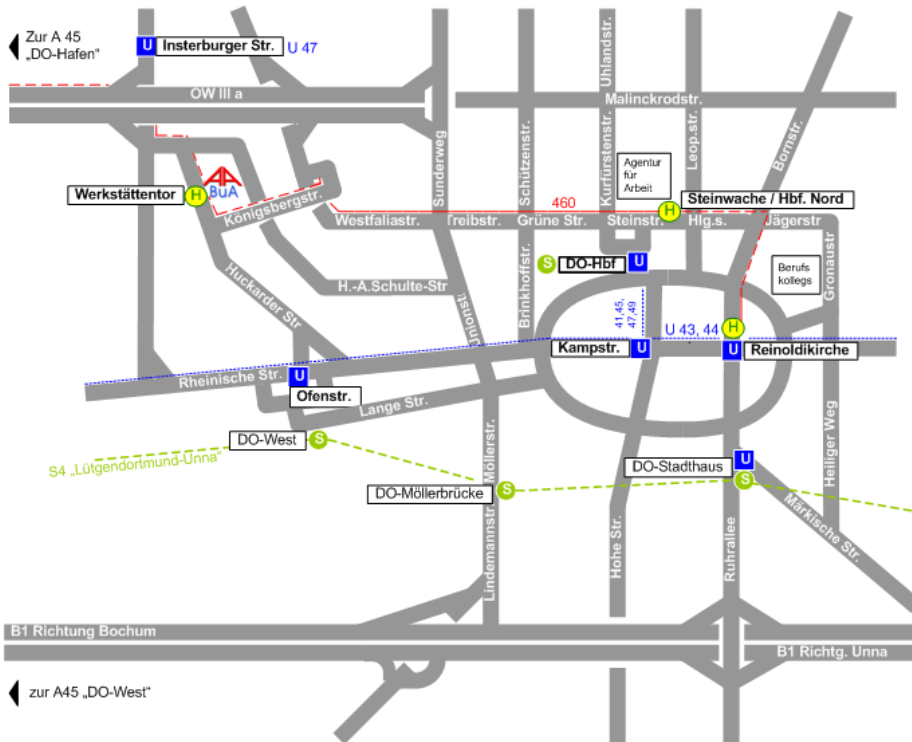 Zur A 45
„DO-Hafen“
U
Insterburger Str.
U 47
OW III a
Malinckrodstr.
Sunderweg
Schützenstr.
Uhlandstr.
Kurfürstenstr.
Leop.str.
Bornstr.
Agentur
für
Arbeit
BuA
Werkstättentor
H
Königsbergstr.
460
H
Steinwache / Hbf. Nord
Westfaliastr.
Treibstr.
Grüne Str.
Steinstr.
Hlg.s.
Jägerstr
S
DO-Hbf
U
Berufs
kollegs
Gronaustr
Huckarder Str
H.-A.Schulte-Str
Unionstr
Brinkhoffstr.
41,45,
47,49
U 43, 44
H
Kampstr.
U
U
Reinoldikirche
Rheinische Str.
U
Ofenstr.
Lange Str.
DO-West
S
S4 „Lütgendortmund-Unna“
Möllerstr.
DO-Möllerbrücke
S
DO-Stadthaus
U
S
Heiliger Weg
Märkische Str.
Lindemannstr.
Hohe Str.
Ruhrallee
B1 Richtung Bochum
B1 Richtg. Unna
zur A45 „DO-West“